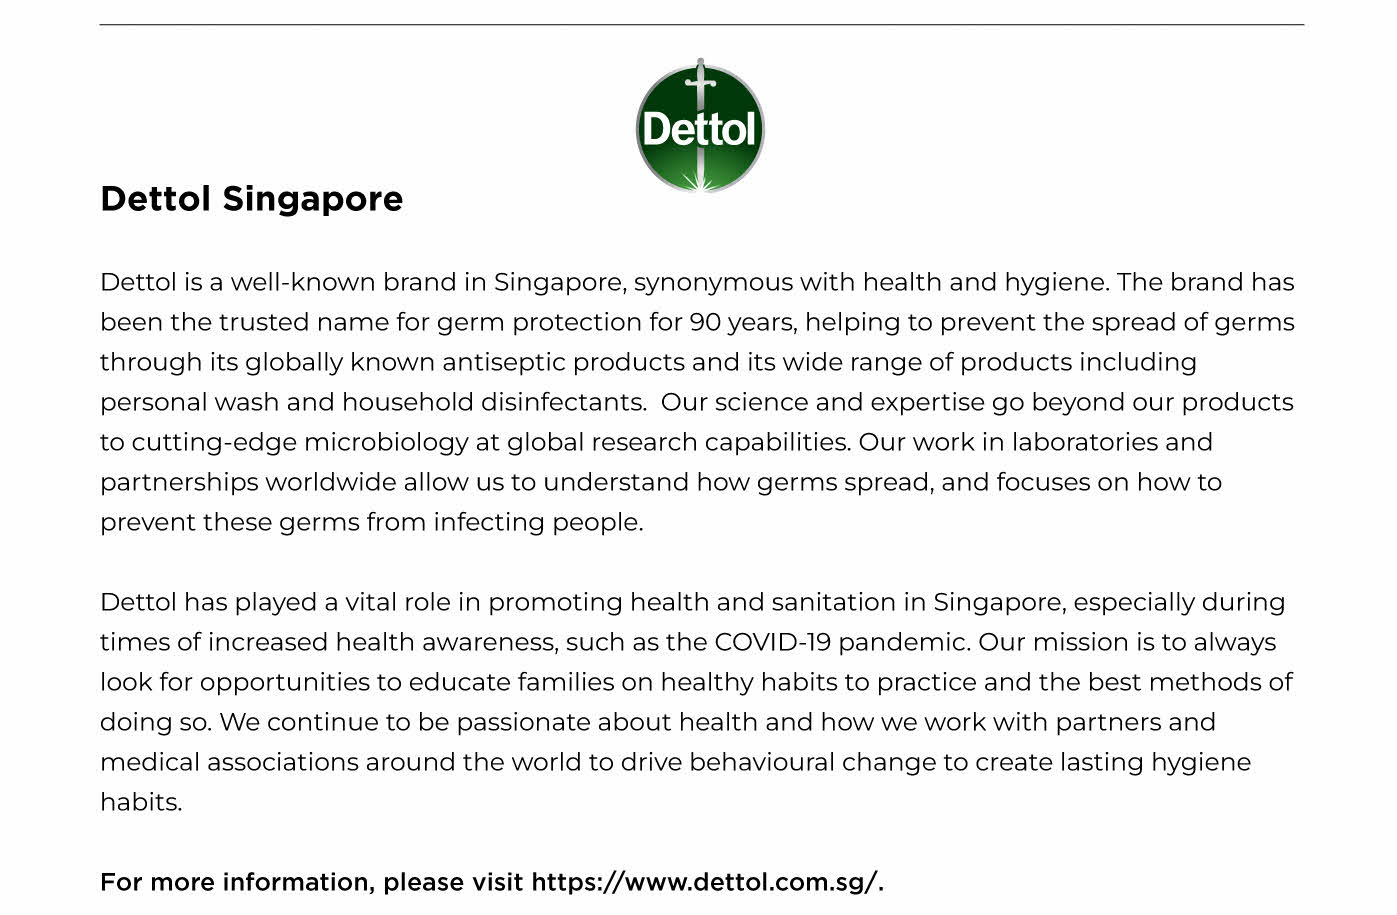 Dettol
Dettol Singapore
Dettol is a well-known brand in Singapore, synonymous with health and hygiene. The brand has
been the trusted name for germ protection for 90 years, helping to prevent the spread of germs
through its globally known antiseptic products and its wide range of products including
personal wash and household disinfectants.  Our science and expertise go beyond our products
to cutting-edge microbiology at global research capabilities. Our work in laboratories and
partnerships worldwide allow us to understand how germs spread, and focuses on how to
prevent these germs from infecting people.
Dettol has played a vital role in promoting health and sanitation in Singapore, especially during
times of increased health awareness, such as the COVID-19 pandemic. Our mission is to always
look for opportunities to educate families on healthy habits to practice and the best methods of
doing so. We continue to be passionate about health and how we work with partners and
medical associations around the world to drive behavioural change to create lasting hygiene
habits.
For more information, please visit https://www.dettol.com.sg/.